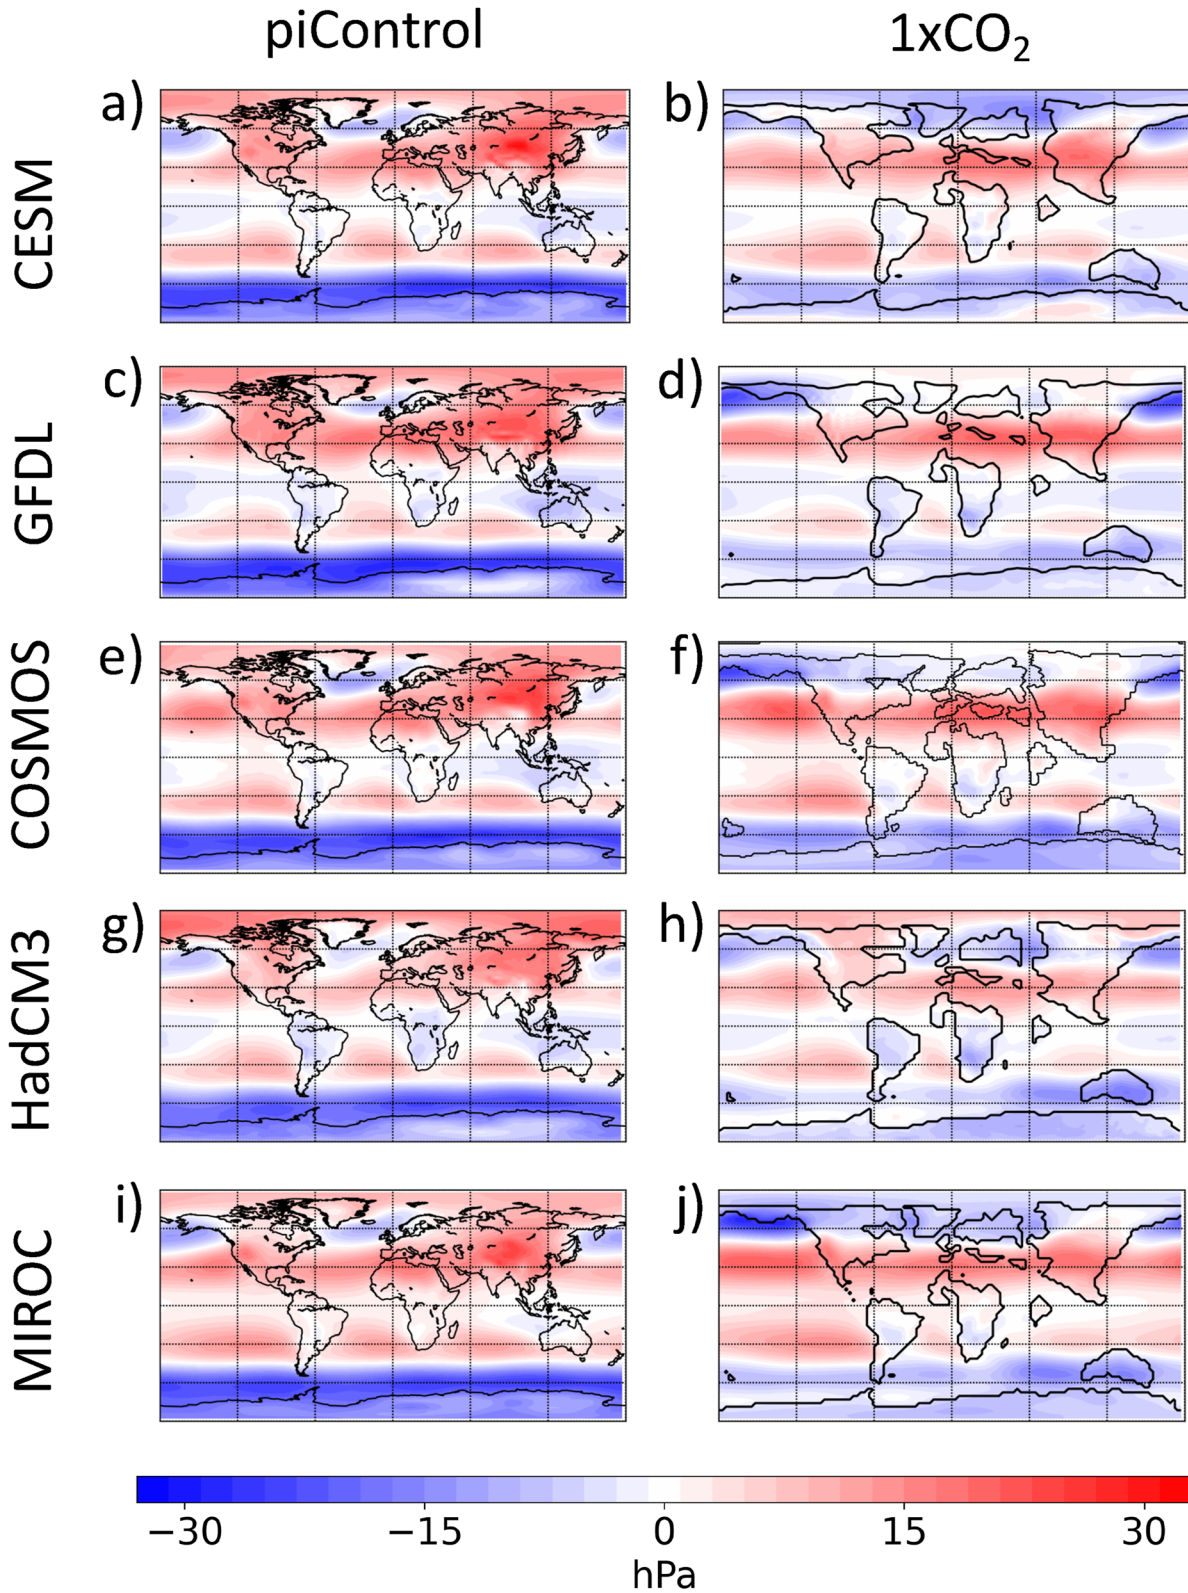 piControl 1xCO₂
CESM
a) b)
GFDL
c) d)
COSMOS
e) f)
HadCM3
g) h)
MIROC
i) j)
−30 −15 0 15 30
hPa